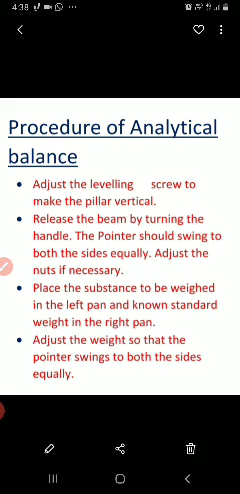 4:38
Procedure of Analytical
balance
• Adjust the levelling screw to
make the pillar vertical.
• Release the beam by turning the
handle. The Pointer should swing to
both the sides equally. Adjust the
nuts if necessary.
• Place the substance to be weighed
in the left pan and known standard
weight in the right pan.
• Adjust the weight so that the
pointer swings to both the sides
equally.